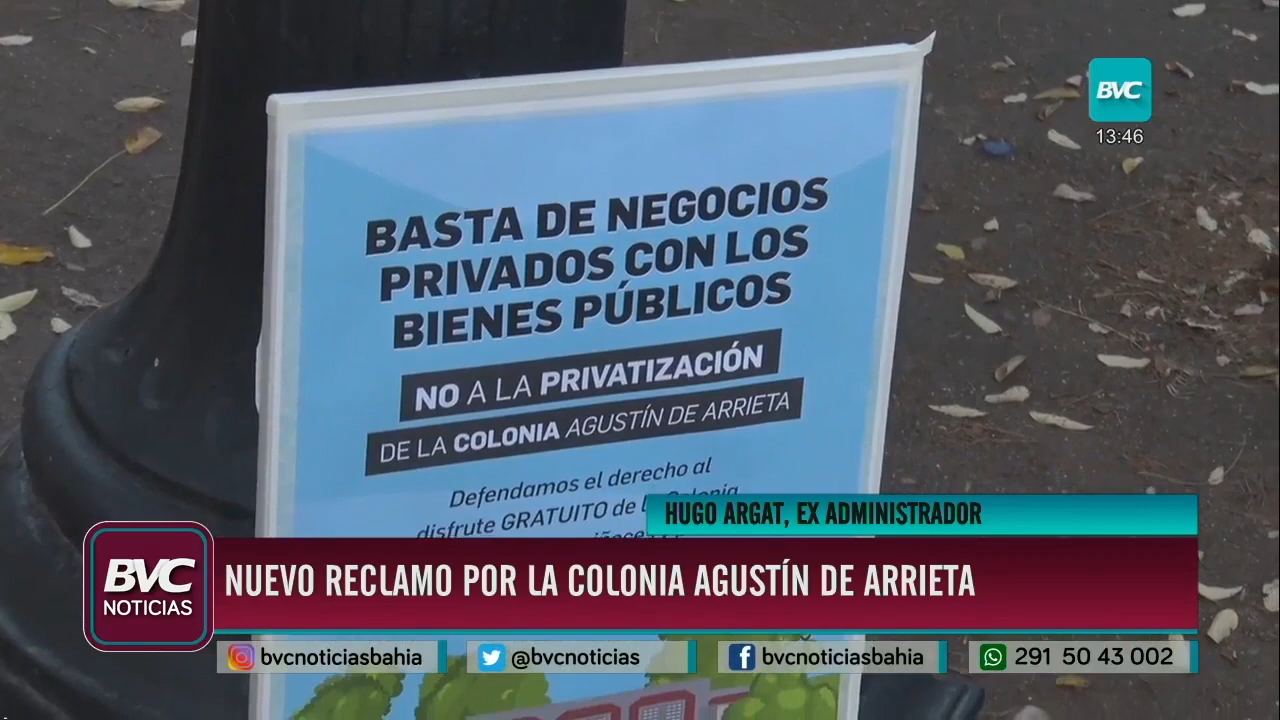 BVC
13:46
BASTA DE NEGOCIOS
PRIVADOS CON LOS
BIENES PÚBLICOS
NO A LA PRIVATIZACIÓN
DE LA COLONIA AGUSTÍN DE ARRIETA
Defendamos el derecho al
disfrute GRATUITO de
HUGO ARGAT, EX ADMINISTRADOR
BVC
NOTICIAS
NUEVO RECLAMO POR LA COLONIA AGUSTÍN DE ARRIETA
bvcnoticiasbahia
@bvcnoticias
bvcnoticiasbahia
291 50 43 002